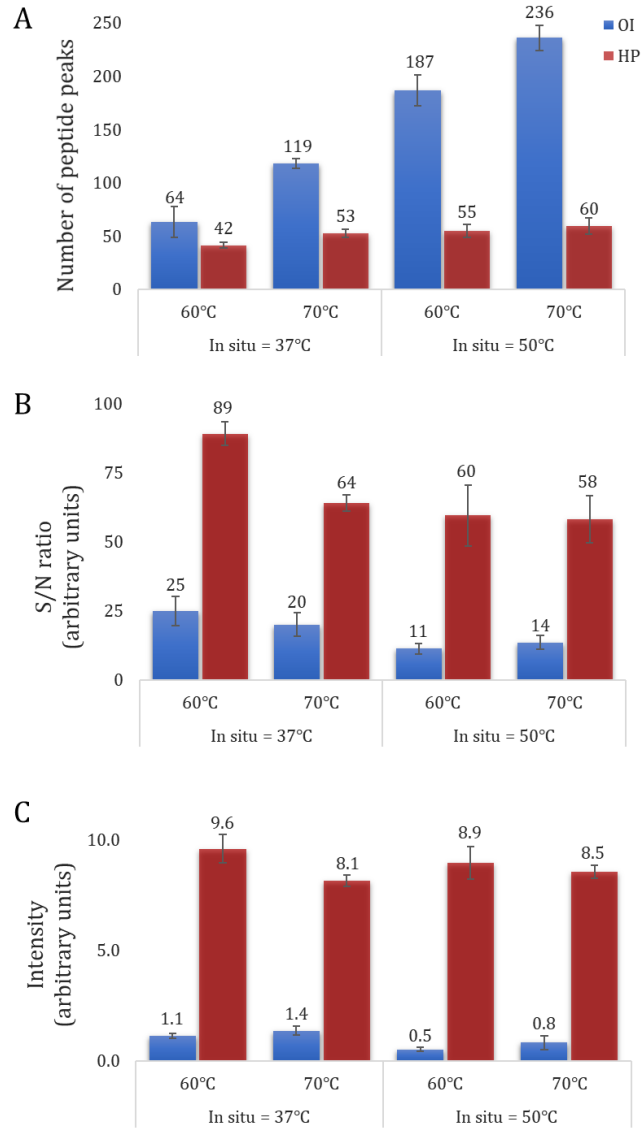 A
Number of peptide peaks
250
200
150
100
50
0
64
42
119
53
187
55
236
60
OI
HP
60°C
70°C
60°C
70°C
In situ = 37°C
In situ = 50°C
B
S/N ratio
(arbitrary units)
100
75
50
25
0
25
89
20
64
11
60
14
58
60°C
70°C
60°C
70°C
In situ = 37°C
In situ = 50°C
C
Intensity
(arbitrary units)
10.0
5.0
0.0
1.1
9.6
1.4
8.1
0.5
8.9
0.8
8.5
60°C
70°C
60°C
70°C
In situ = 37°C
In situ = 50°C